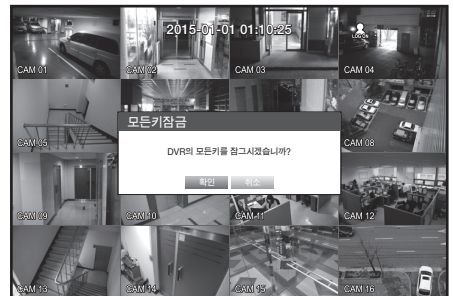 2015-01-01 01:10:25
LOG ON
CAM 01
CAM 02
CAM 03
CAM 04
모든키잠금
DVR의 모든키를 잠그시겠습니까?
확인
취소
CAM 05
CAM 08
CAM 09
CAM 10
CAM 11
CAM 12
CAM 13
CAM 14
CAM 15
CAM 16